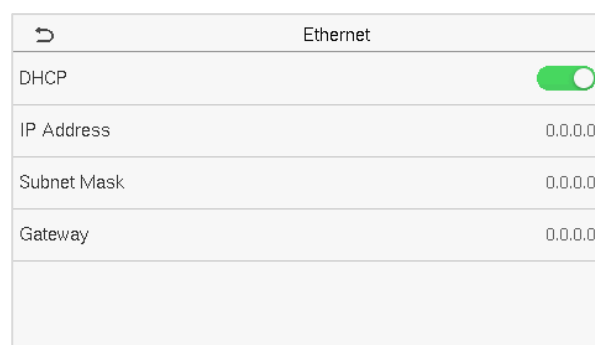 Ethernet
DHCP
IP Address 0.0.0.0
Subnet Mask 0.0.0.0
Gateway 0.0.0.0